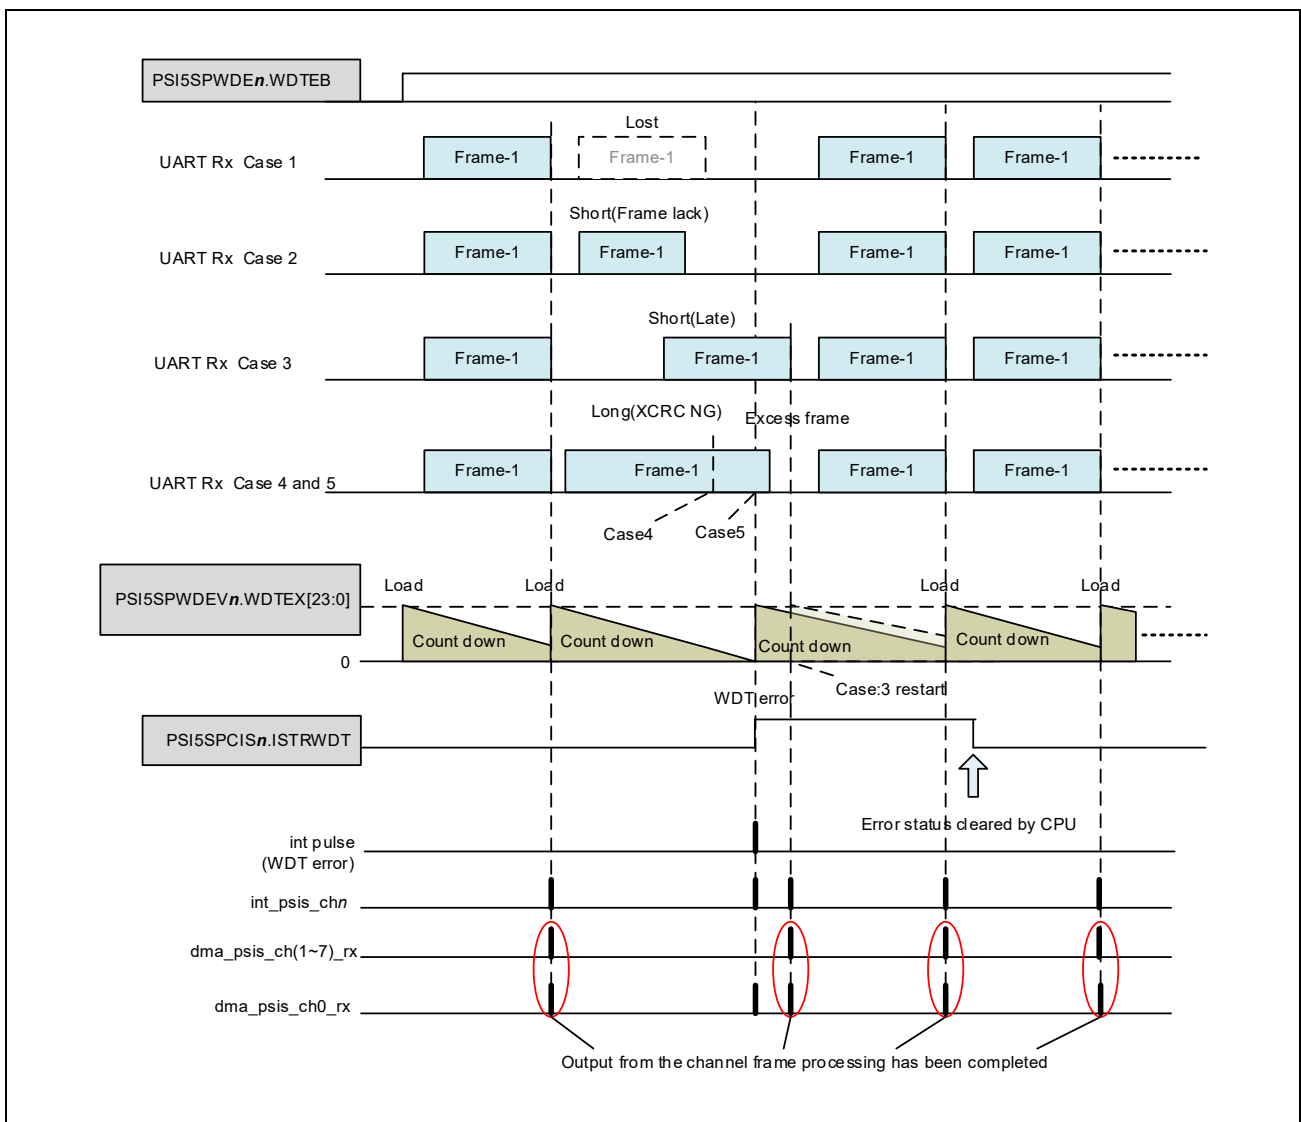 PSI5SPWDEn.WDTEB
Lost
UART Rx Case 1
Frame-1
Frame-1
Frame-1
Frame-1
Short(Frame lack)
UART Rx Case 2
Frame-1
Frame-1
Frame-1
Frame-1
Short(Late)
UART Rx Case 3
Frame-1
Frame-1
Frame-1
Frame-1
Long(XCRC NG)
Excess frame
UART Rx Case 4 and 5
Frame-1
Frame-1
Frame-1
Frame-1
Case4
Case5
Load
Load
Load
Load
PSI5SPWDEVn.WDTEX[23:0]
Count down
Count down
Count down
Count down
0
Case:3 restart
WDT error
PSI5SPCISn.ISTRWDT
Error status cleared by CPU
int pulse
(WDT error)
int_psis_chn
dma_psis_ch(1~7)_rx
dma_psis_ch0_rx
Output from the channel frame processing has been completed